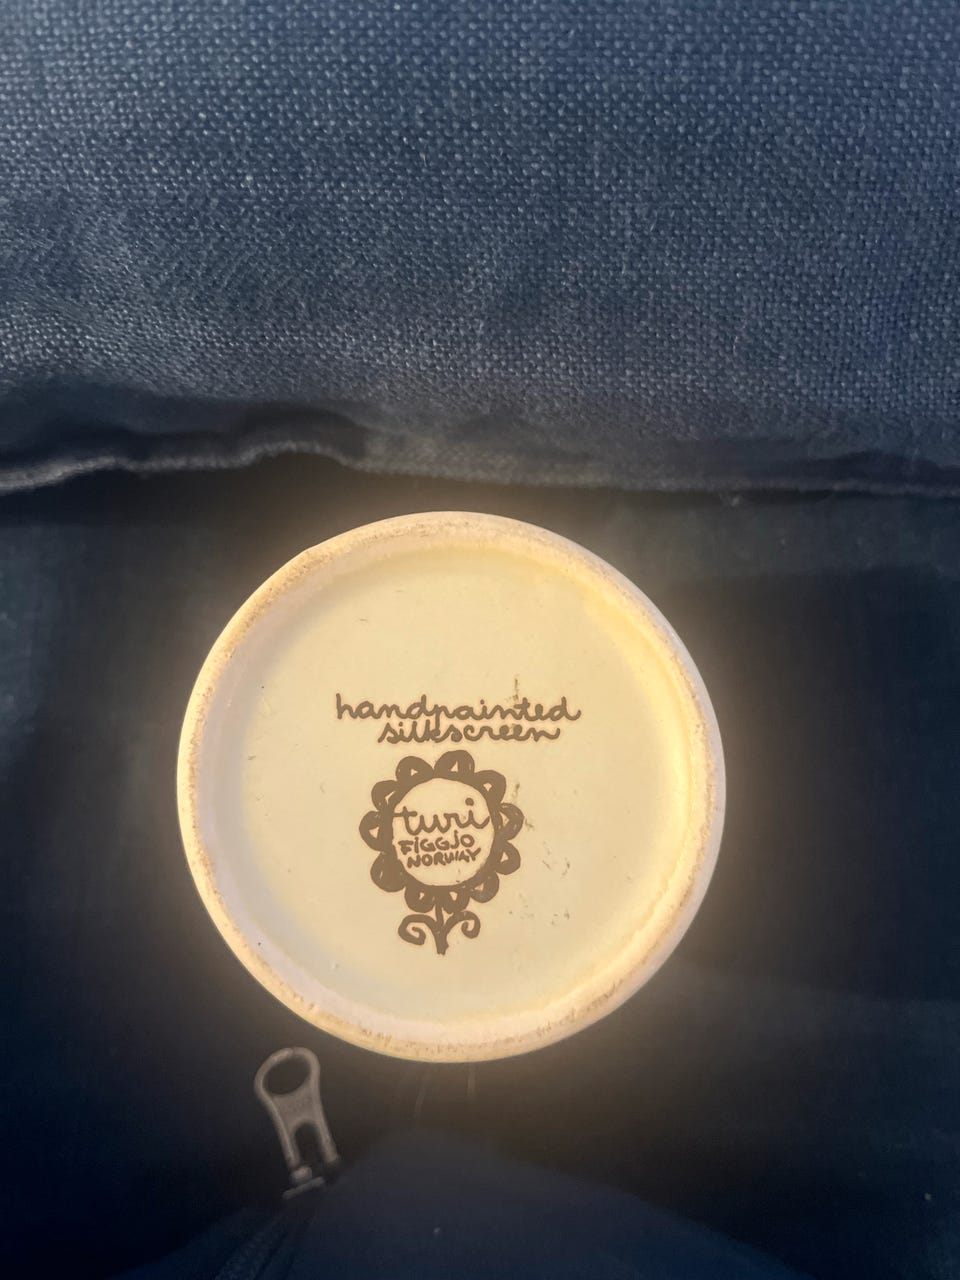 handpainted
silkscreen
turi
FiGGJO
NORWAY